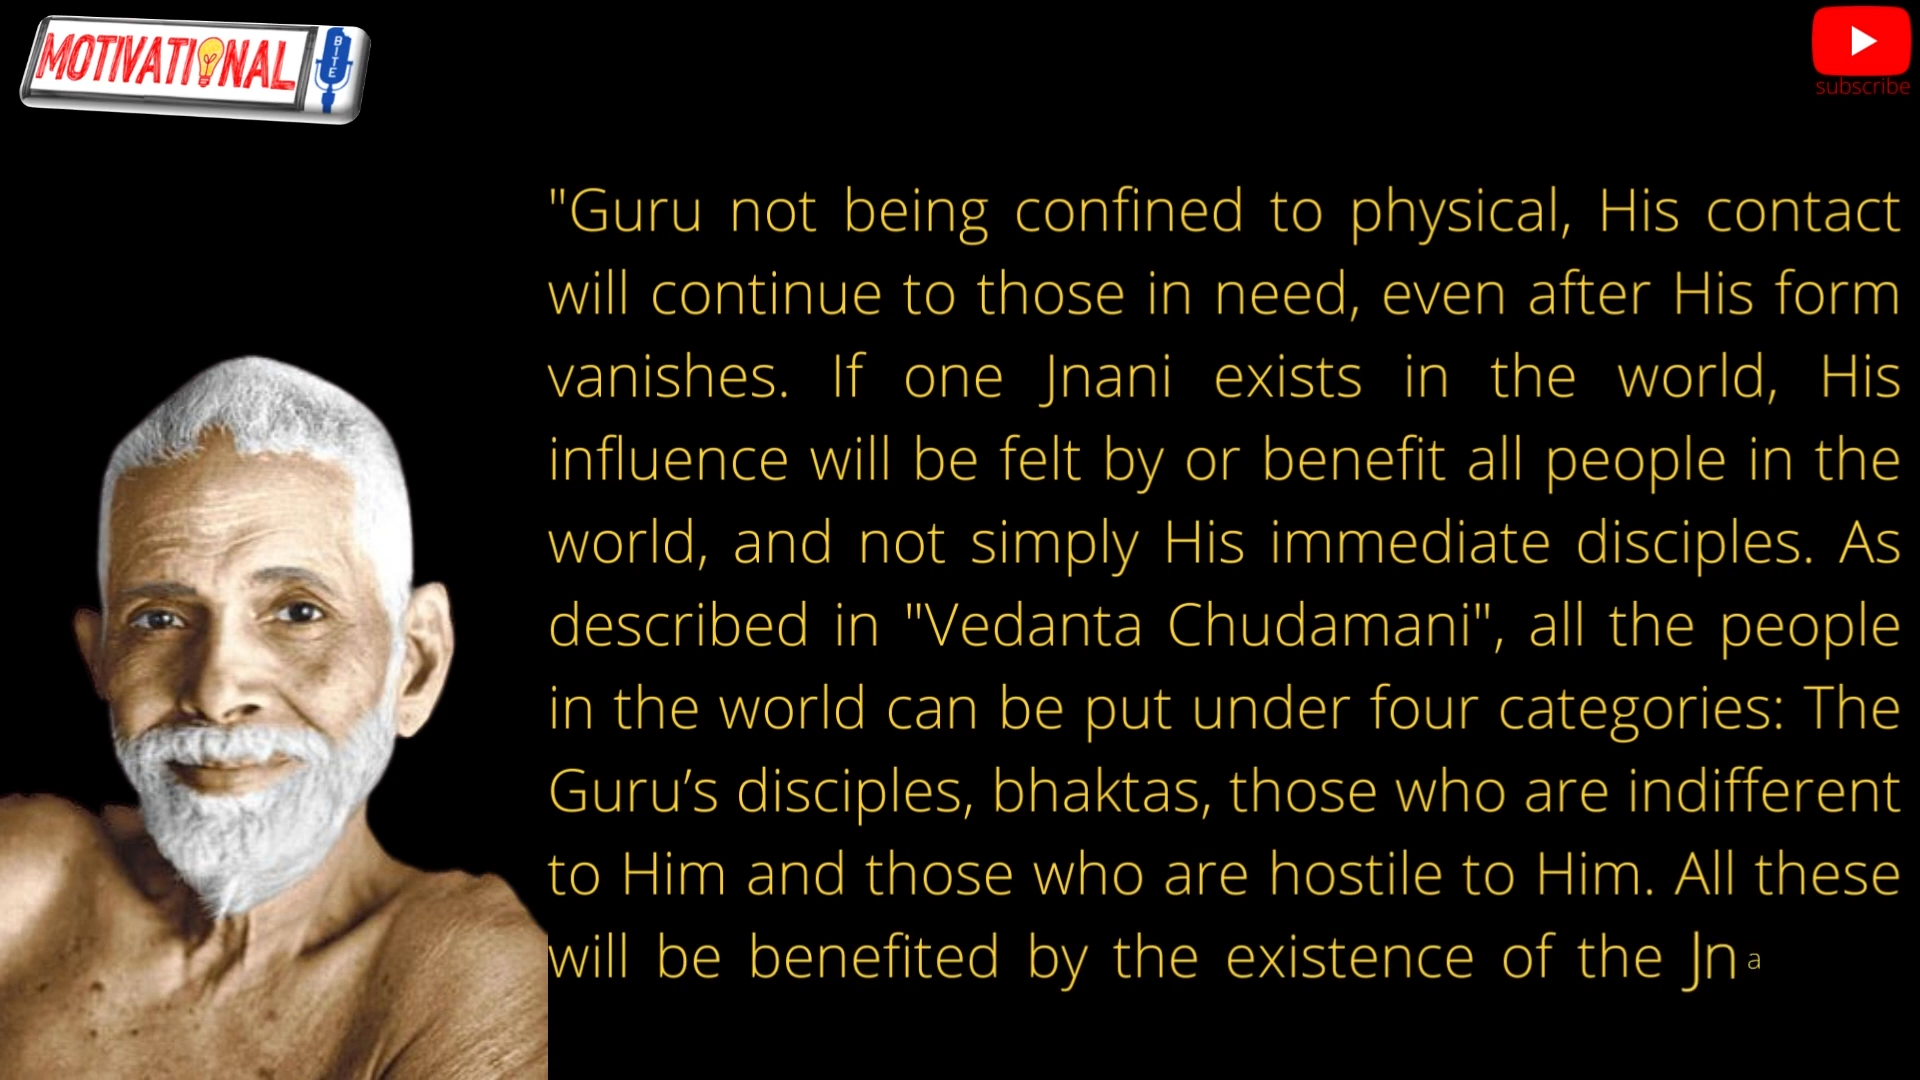 MOTIVATIONAL
BITE
subscribe
"Guru not being confined to physical, His contact
will continue to those in need, even after His form
vanishes. If one Jnani exists in the world, His
influence will be felt by or benefit all people in the
world, and not simply His immediate disciples. As
described in "Vedanta Chudamani", all the people
in the world can be put under four categories: The
Guru’s disciples, bhaktas, those who are indifferent
to Him and those who are hostile to Him. All these
will be benefited by the existence of the Jna